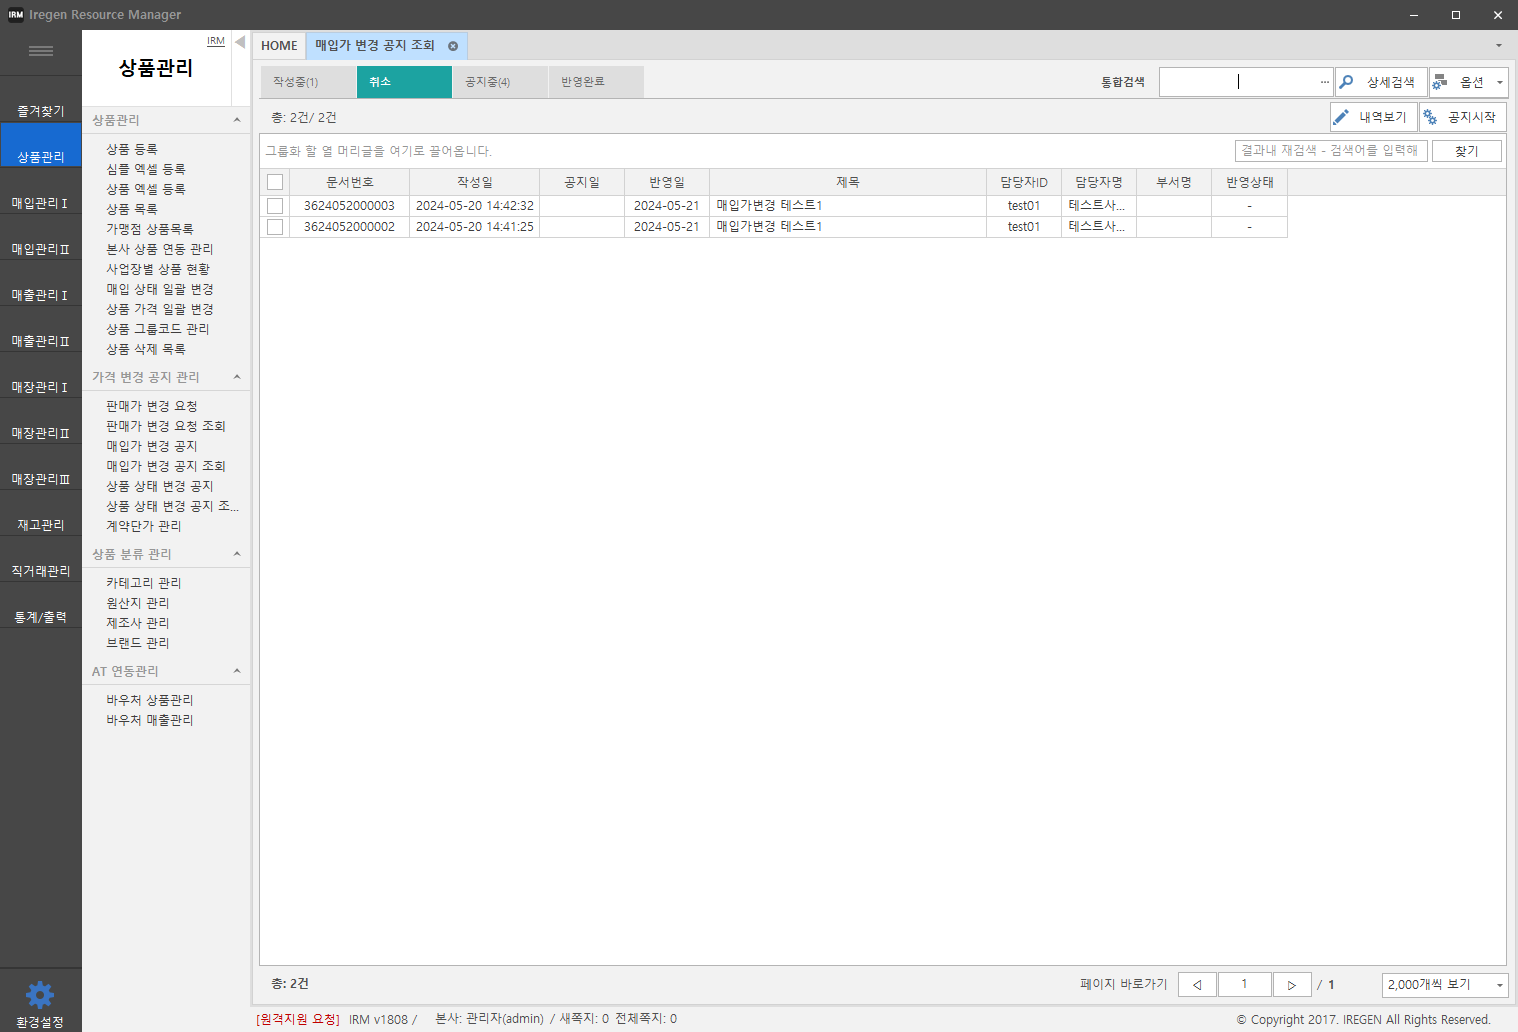 IRM Iregen Resource Manager
즐겨찾기
상품관리
매입관리Ⅰ
매입관리Ⅱ
매출관리Ⅰ
매출관리Ⅱ
매장관리Ⅰ
매장관리Ⅱ
매장관리Ⅲ
재고관리
직거래관리
통계/출력
환경설정
IRM
상품관리
상품관리
상품 등록
심플 엑셀 등록
상품 엑셀 등록
상품 목록
가맹점 상품목록
본사 상품 연동 관리
사업장별 상품 현황
매입 상태 일괄 변경
상품 가격 일괄 변경
상품 그룹코드 관리
상품 삭제 목록
가격 변경 공지 관리
판매가 변경 요청
판매가 변경 요청 조회
매입가 변경 공지
매입가 변경 공지 조회
상품 상태 변경 공지
상품 상태 변경 공지 조...
계약단가 관리
상품 분류 관리
카테고리 관리
원산지 관리
제조사 관리
브랜드 관리
AT 연동관리
바우처 상품관리
바우처 매출관리
HOME 매입가 변경 공지 조회
작성중(1) 취소 공지중(4) 반영완료 통합검색 ... 상세검색 옵션
총: 2건/ 2건 내역보기 공지시작
그룹화 할 열 머리글을 여기로 끌어옵니다. 결과내 재검색 - 검색어를 입력해 찾기
문서번호 작성일 공지일 반영일 제목 담당자ID 담당자명 부서명 반영상태
3624052000003 2024-05-20 14:42:32 2024-05-21 매입가변경 테스트1 test01 테스트사... -
3624052000002 2024-05-20 14:41:25 2024-05-21 매입가변경 테스트1 test01 테스트사... -
총: 2건 페이지 바로가기 1 / 1 2,000개씩 보기
[원격지원 요청] IRM v1808 / 본사: 관리자(admin) / 새쪽지: 0 전체쪽지: 0 © Copyright 2017. IREGEN All Rights Reserved.